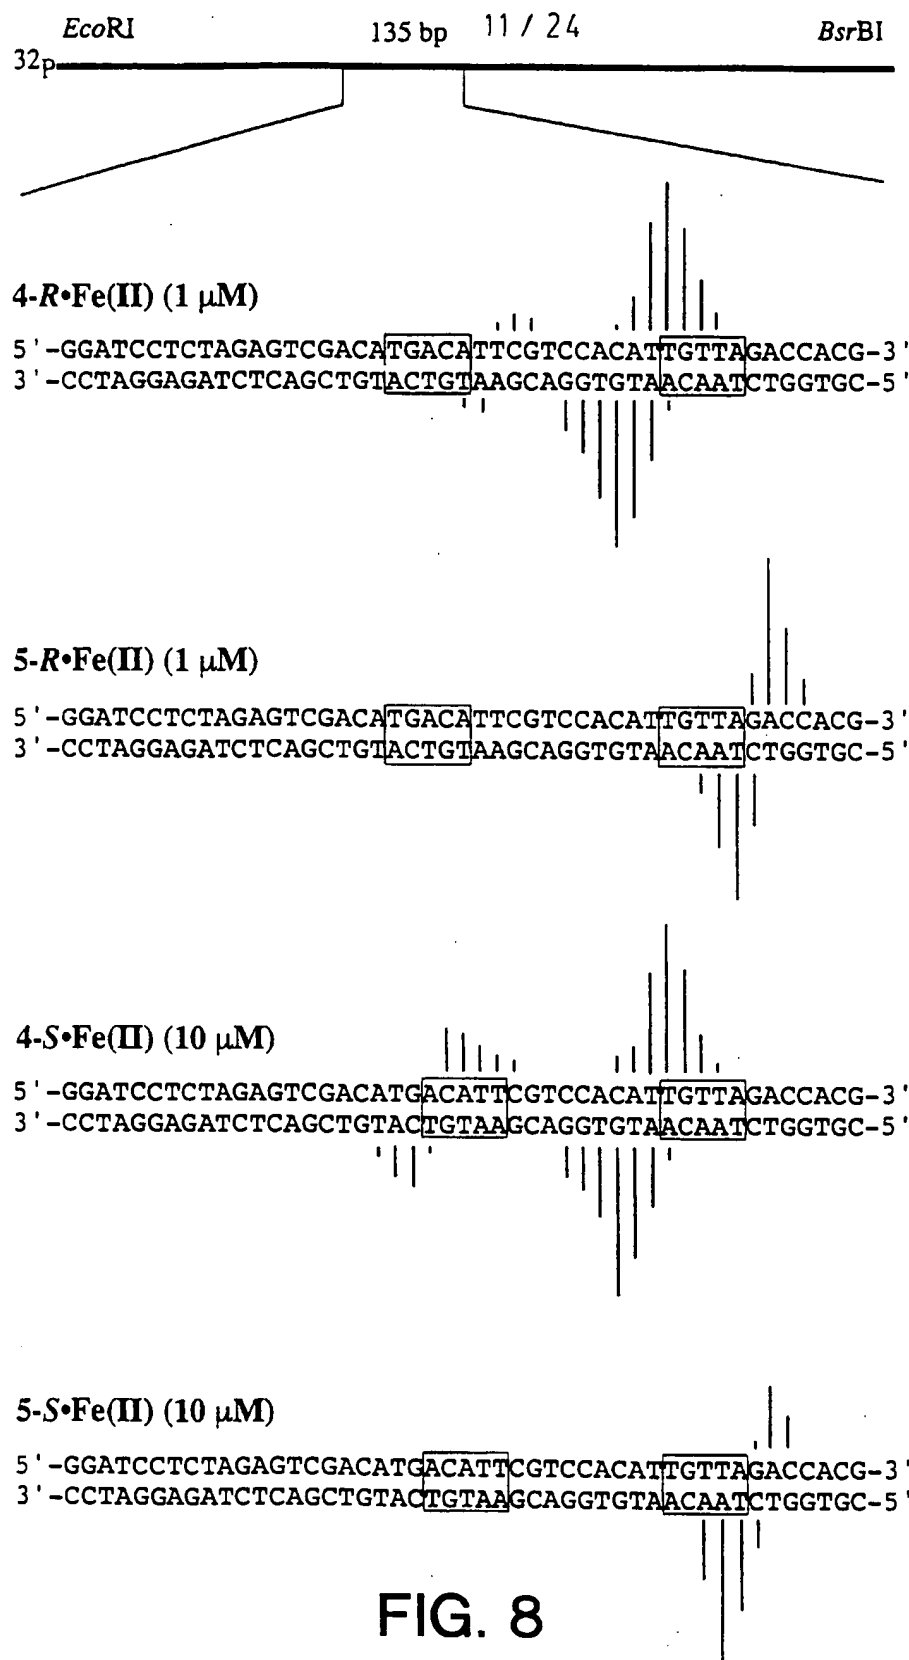 EcoRI 135 bp 11 / 24 BsrBI
32p
4-R•Fe(II) (1 μM)
5'-GGATCCTCTAGAGTCGACATGACATTCGTCCACATTGTTAGACCACG-3'
3'-CCTAGGAGATCTCAGCTGTACTGTAAGCAGGTGTAACAATCTGGTGC-5'
5-R•Fe(II) (1 μM)
5'-GGATCCTCTAGAGTCGACATGACATTCGTCCACATTGTTAGACCACG-3'
3'-CCTAGGAGATCTCAGCTGTACTGTAAGCAGGTGTAACAATCTGGTGC-5'
4-S•Fe(II) (10 μM)
5'-GGATCCTCTAGAGTCGACATGACATTCGTCCACATTGTTAGACCACG-3'
3'-CCTAGGAGATCTCAGCTGTACTGTAAGCAGGTGTAACAATCTGGTGC-5'
5-S•Fe(II) (10 μM)
5'-GGATCCTCTAGAGTCGACATGACATTCGTCCACATTGTTAGACCACG-3'
3'-CCTAGGAGATCTCAGCTGTACTGTAAGCAGGTGTAACAATCTGGTGC-5'
FIG. 8